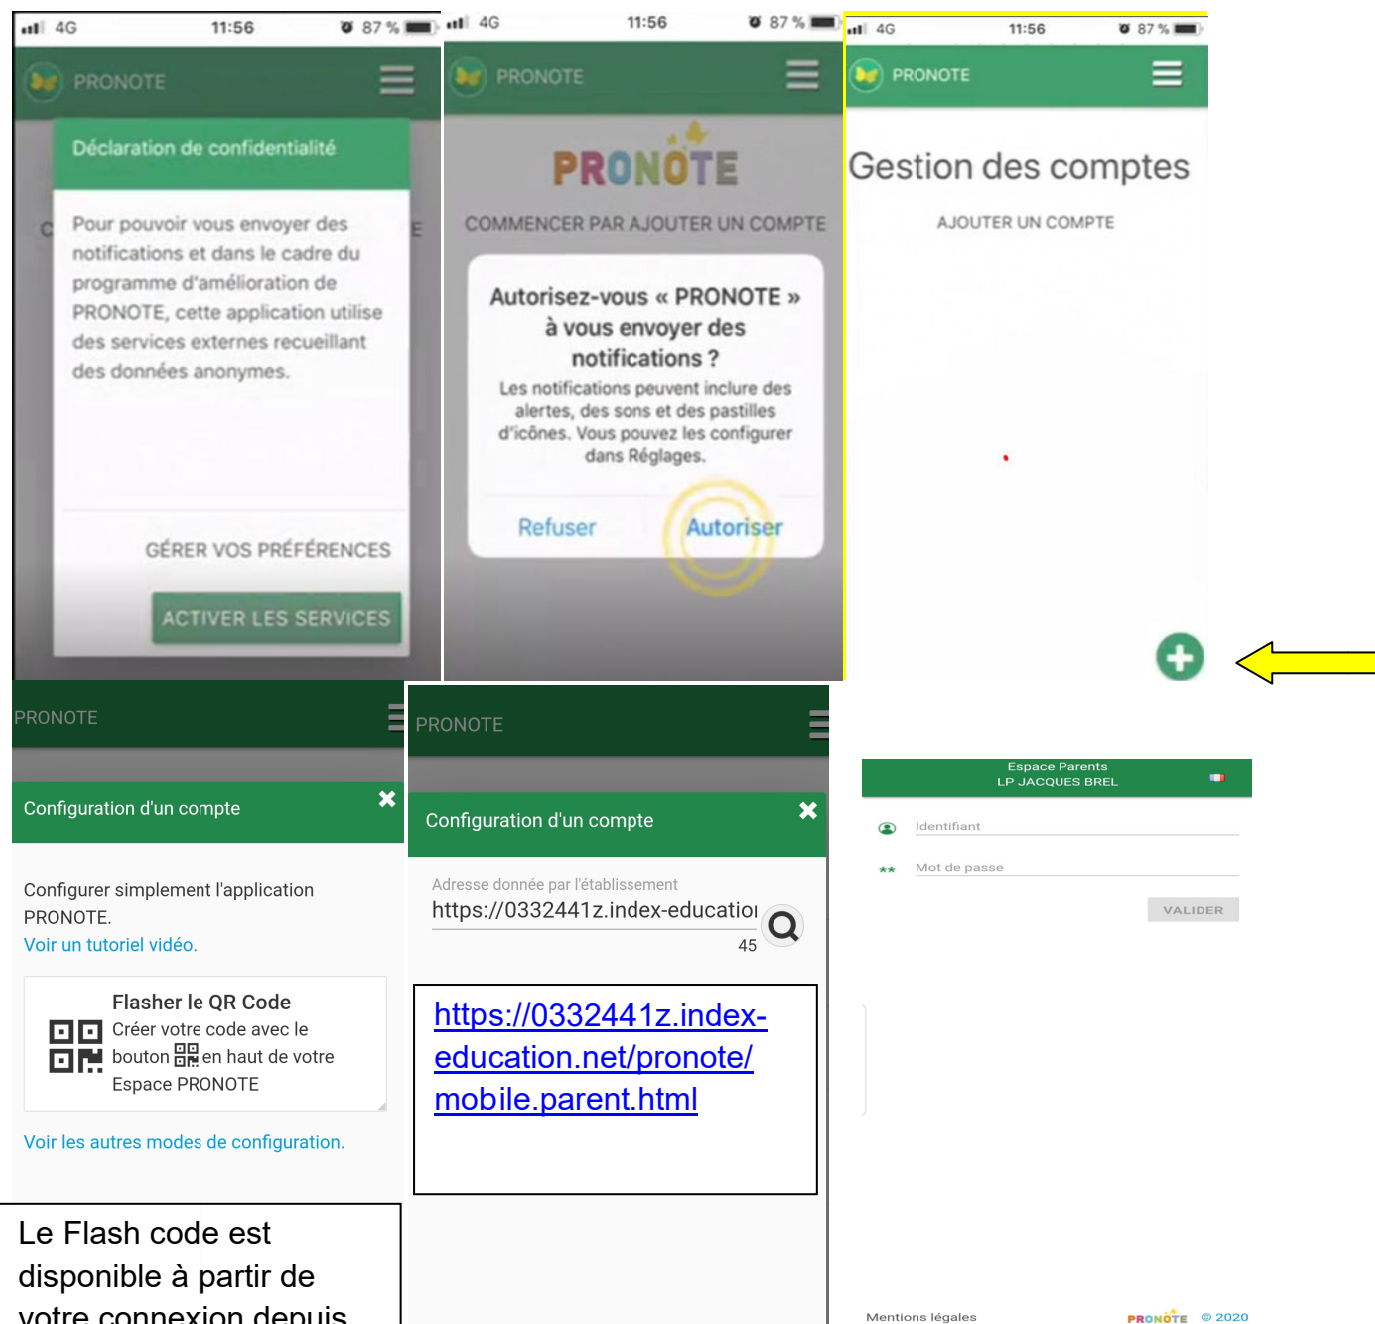 4G 11:56 87 %
PRONOTE
Déclaration de confidentialité
Pour pouvoir vous envoyer des
notifications et dans le cadre du
programme d'amélioration de
PRONOTE, cette application utilise
des services externes recueillant
des données anonymes.
GÉRER VOS PRÉFÉRENCES
ACTIVER LES SERVICES
4G 11:56 87 %
PRONOTE
PRONOTE
COMMENCER PAR AJOUTER UN COMPTE
Autorisez-vous « PRONOTE »
à vous envoyer des
notifications ?
Les notifications peuvent inclure des
alertes, des sons et des pastilles
d'icônes. Vous pouvez les configurer
dans Réglages.
Refuser Autoriser
4G 11:56 87 %
PRONOTE
Gestion des comptes
AJOUTER UN COMPTE
PRONOTE
Configuration d'un compte
Configurer simplement l'application
PRONOTE.
Voir un tutoriel vidéo.
Flasher le QR Code
Créer votre code avec le
bouton en haut de votre
Espace PRONOTE
Voir les autres modes de configuration.
Le Flash code est
disponible à partir de
votre connexion depuis
PRONOTE
Configuration d'un compte
Adresse donnée par l'établissement
https://0332441z.index-education
45
https://0332441z.index-
education.net/pronote/
mobile.parent.html
Espace Parents
LP JACQUES BREL
Identifiant
** Mot de passe
VALIDER
Mentions légales PRONOTE © 2020